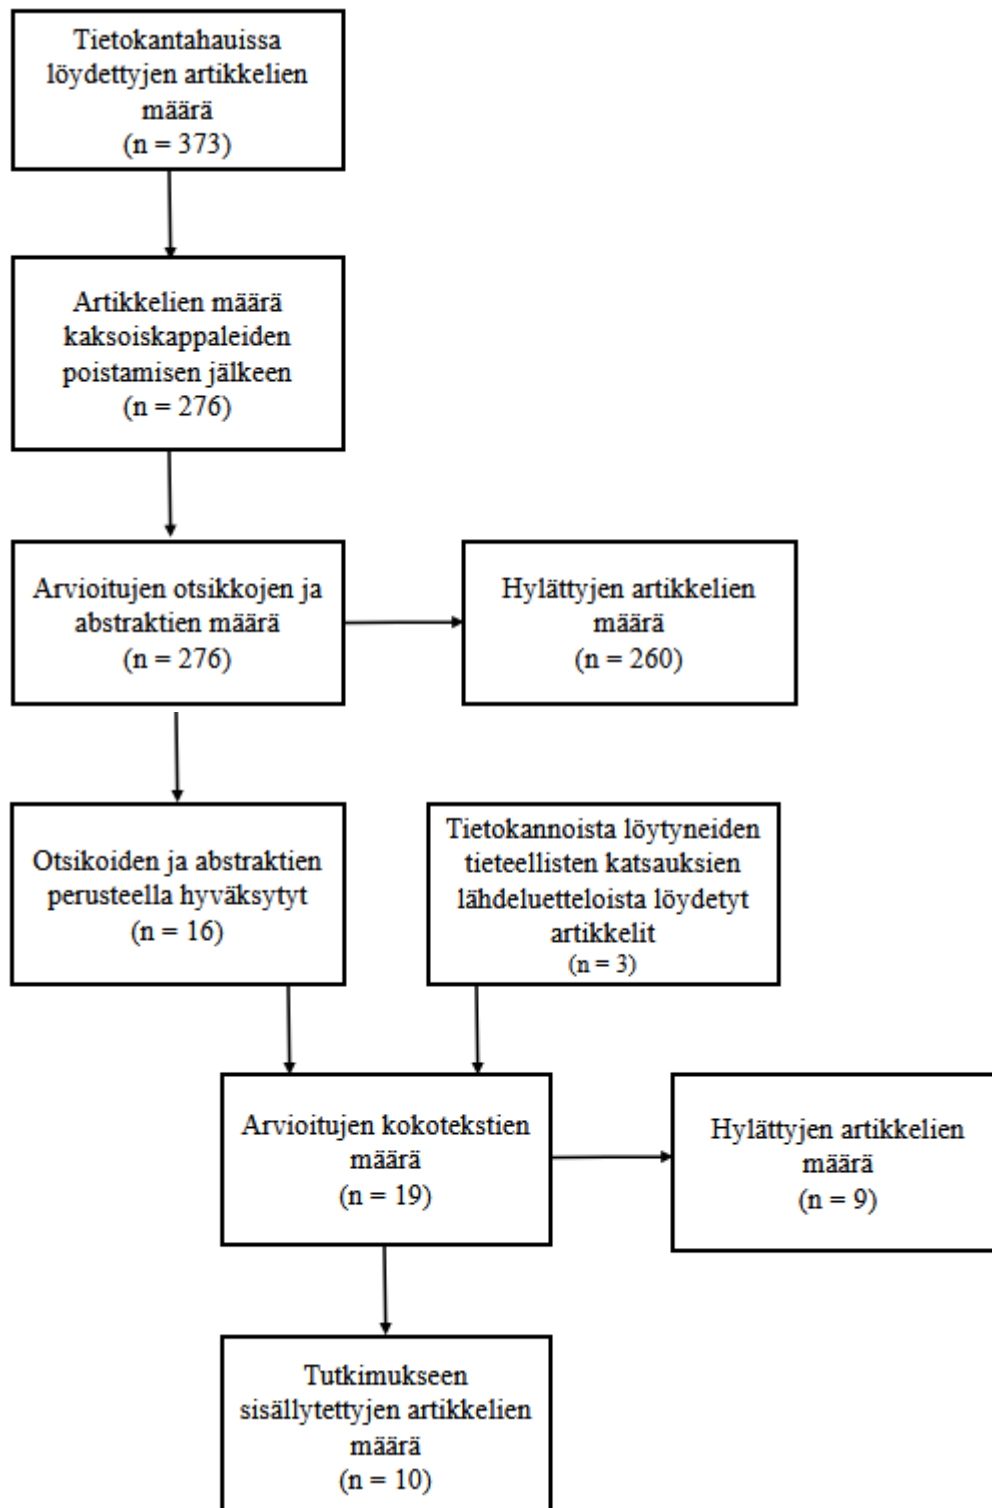 Tietokantahauissa
löydettyjen artikkelien
määrä
(n = 373)
Artikkelien määrä
kaksoiskappaleiden
poistamisen jälkeen
(n = 276)
Arvioitujen otsikkojen ja
abstraktien määrä
(n = 276)
Hylättyjen artikkelien
määrä
(n = 260)
Otsikoiden ja abstraktien
perusteella hyväksytyt
(n = 16)
Tietokannoista löytyneiden
tieteellisten katsauksien
lähdeluetteloista löydetyt
artikkelit
(n = 3)
Arvioitujen kokotekstien
määrä
(n = 19)
Hylättyjen artikkelien
määrä
(n = 9)
Tutkimukseen
sisällytettyjen artikkelien
määrä
(n = 10)